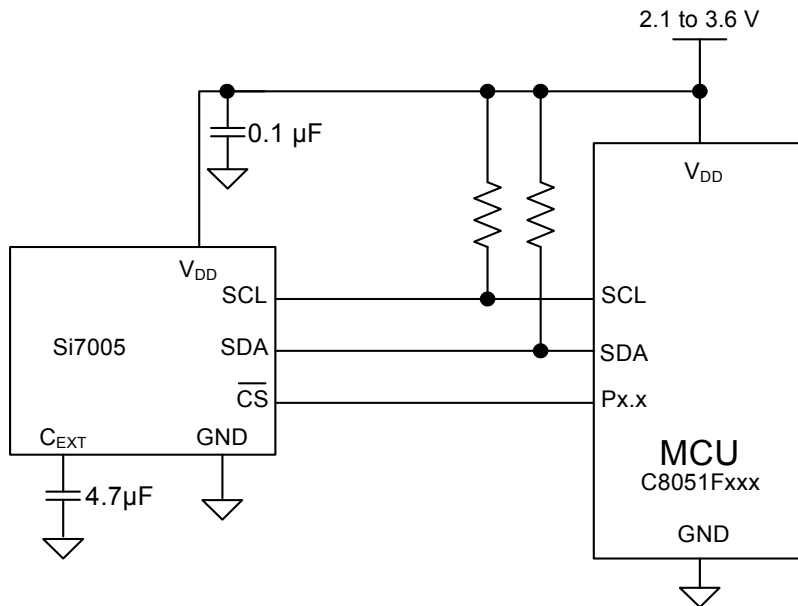 2.1 to 3.6 V
0.1 µF
V_DD
V_DD
SCL
SCL
Si7005
SDA
SDA
C̅S̅
Px.x
C_EXT
GND
MCU
4.7µF
C8051Fxxx
GND